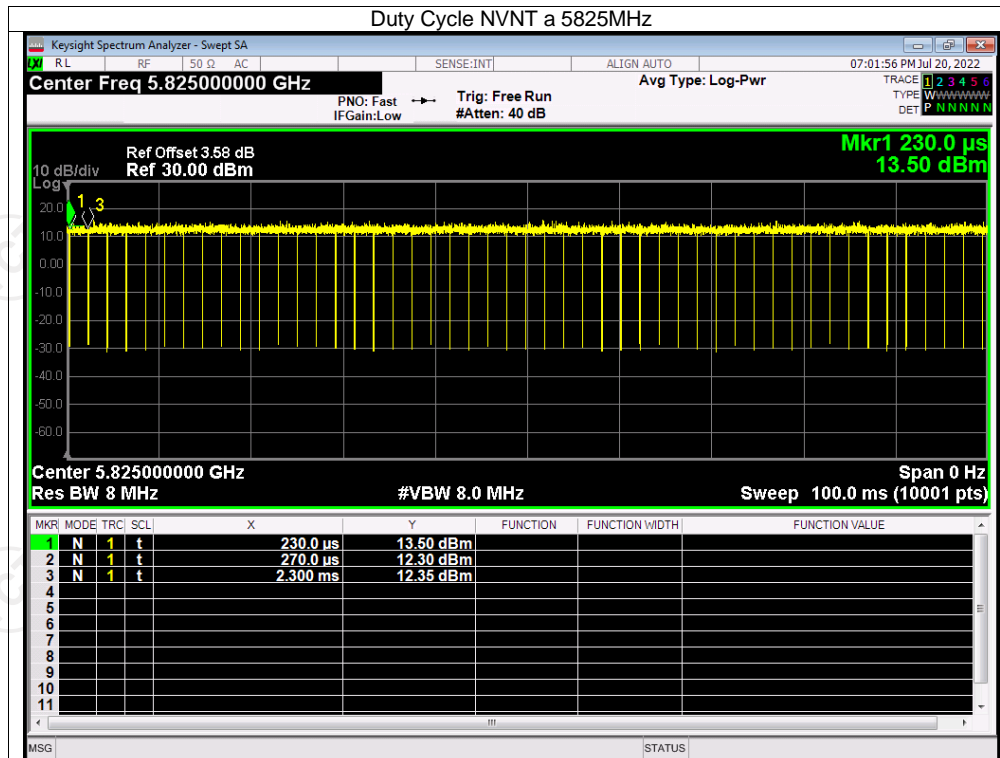 Duty Cycle NVNT a 5825MHz
Keysight Spectrum Analyzer - Swept SA
LXI RL RF 50 Ω AC SENSE:INT ALIGN AUTO 07:01:56 PM Jul 20, 2022
Center Freq 5.825000000 GHz Avg Type: Log-Pwr TRACE 1 2 3 4 5 6
PNO: Fast Trig: Free Run TYPE WWWWWW
IFGain:Low #Atten: 40 dB DET P N N N N N
Mkr1 230.0 µs
Ref Offset 3.58 dB
10 dB/div Ref 30.00 dBm 13.50 dBm
Log
1 3
20.0
10.0
0.00
-10.0
-20.0
-30.0
-40.0
-50.0
-60.0
Center 5.825000000 GHz Span 0 Hz
Res BW 8 MHz #VBW 8.0 MHz Sweep 100.0 ms (10001 pts)
MKR MODE TRC SCL X Y FUNCTION FUNCTION WIDTH FUNCTION VALUE
1 N 1 t 230.0 µs 13.50 dBm
2 N 1 t 270.0 µs 12.30 dBm
3 N 1 t 2.300 ms 12.35 dBm
4
5
6
7
8
9
10
11
MSG STATUS